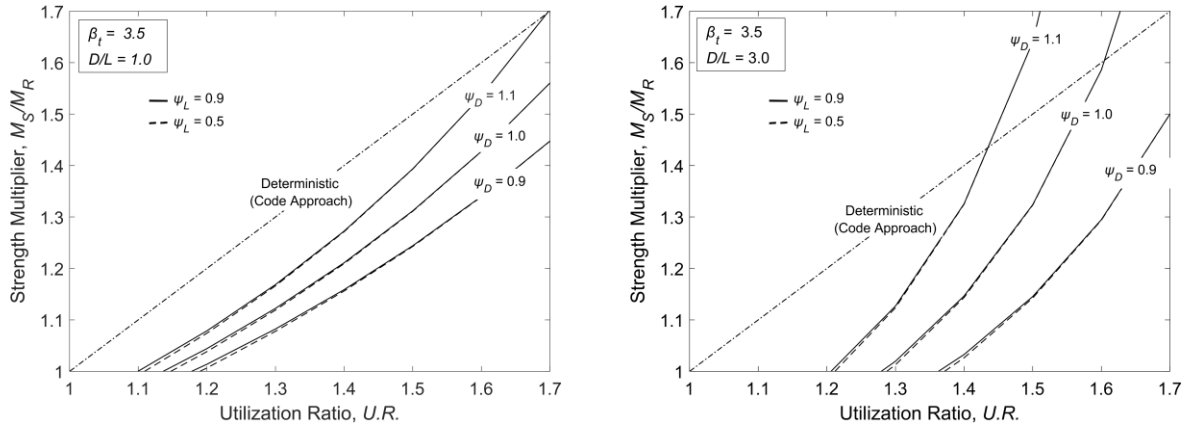 1.7
1.6
1.5
1.4
1.3
1.2
1.1
1
Strength Multiplier, M_S/M_R
β_t = 3.5
D/L = 1.0
ψ_L = 0.9
ψ_L = 0.5
Deterministic
(Code Approach)
ψ_D = 1.1
ψ_D = 1.0
ψ_D = 0.9
1 1.1 1.2 1.3 1.4 1.5 1.6 1.7
Utilization Ratio, U.R.
1.7
1.6
1.5
1.4
1.3
1.2
1.1
1
Strength Multiplier, M_S/M_R
β_t = 3.5
D/L = 3.0
ψ_L = 0.9
ψ_L = 0.5
Deterministic
(Code Approach)
ψ_D = 1.1
ψ_D = 1.0
ψ_D = 0.9
1 1.1 1.2 1.3 1.4 1.5 1.6 1.7
Utilization Ratio, U.R.